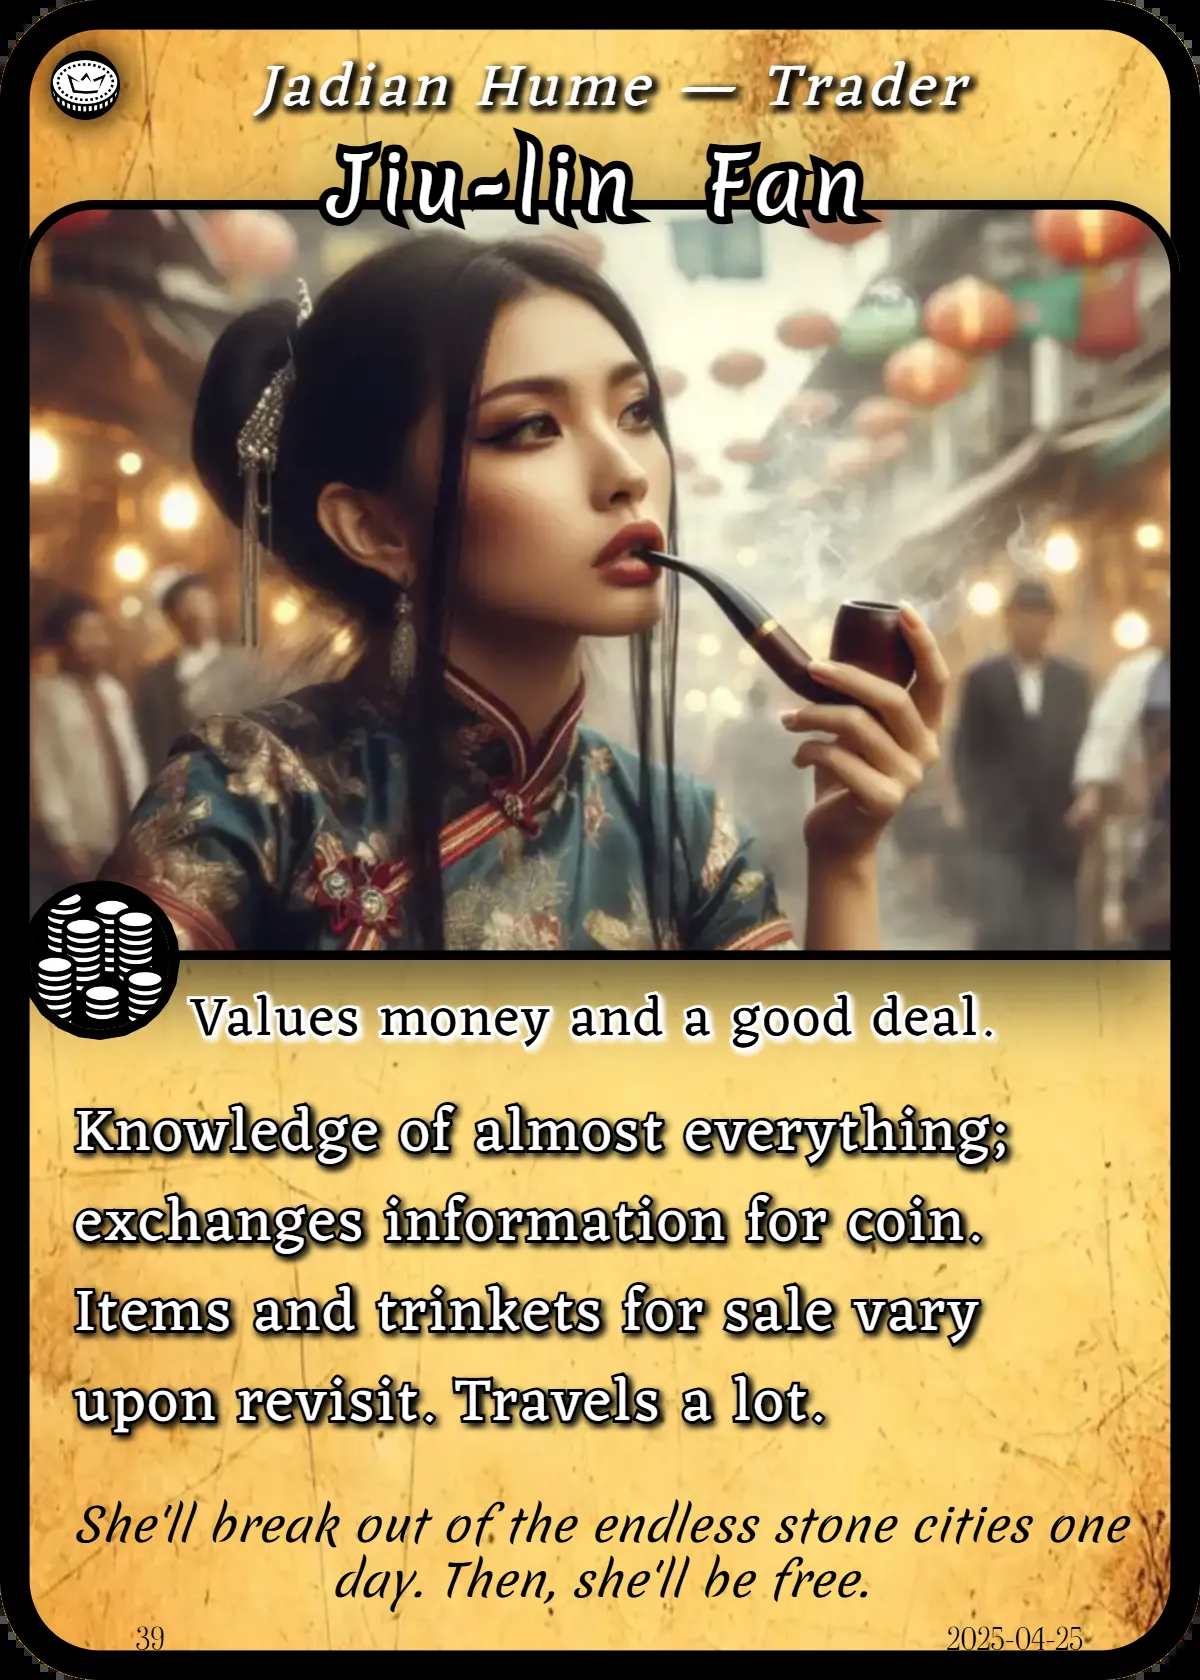 Jadian Hume — Trader
Jiu-lin Fan
Values money and a good deal.
Knowledge of almost everything;
exchanges information for coin.
Items and trinkets for sale vary
upon revisit. Travels a lot.
She'll break out of the endless stone cities one
day. Then, she'll be free.
39
2025-04-25